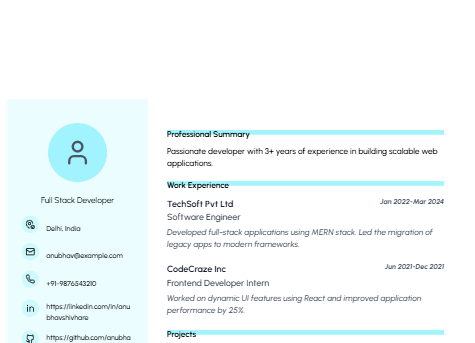 Full Stack Developer
Delhi, India
anubhav@example.com
+91-9876543210
https://linkedin.com/in/anu
bhavshivhare
https://github.com/anubha
Professional Summary
Passionate developer with 3+ years of experience in building scalable web
applications.
Work Experience
TechSoft Pvt Ltd
Jan 2022-Mar 2024
Software Engineer
Developed full-stack applications using MERN stack. Led the migration of
legacy apps to modern frameworks.
CodeCraze Inc
Jun 2021-Dec 2021
Frontend Developer Intern
Worked on dynamic UI features using React and improved application
performance by 25%.
Projects